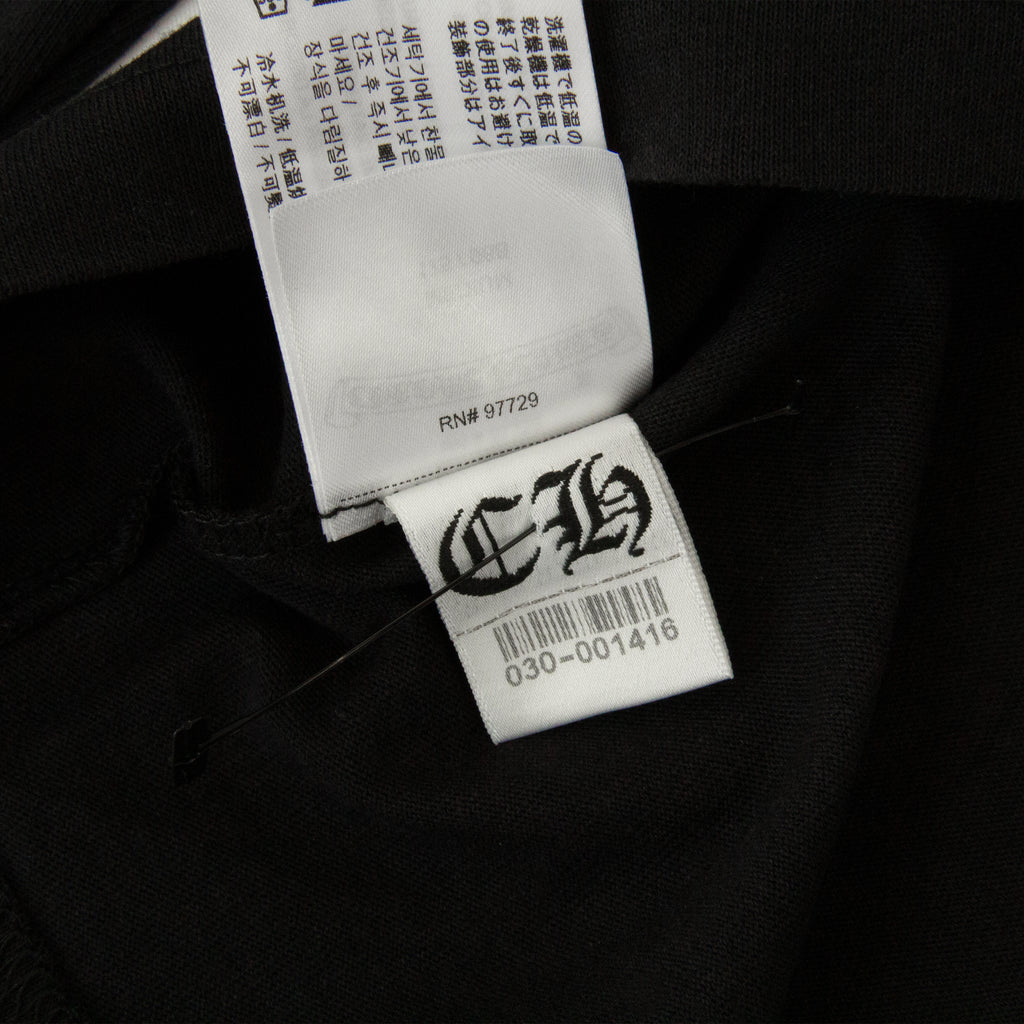 洗濯機で低温の
乾燥機は低温で
終了後すぐに取
の使用はお避け
装飾部分はアイ
세탁기에서 찬물
건조기에서 낮은
건조 후 즉시
마세요 /
장식을 다림질하
冷水机洗 / 低温
不可漂白 / 不可
RN# 97729
CH
030-001416